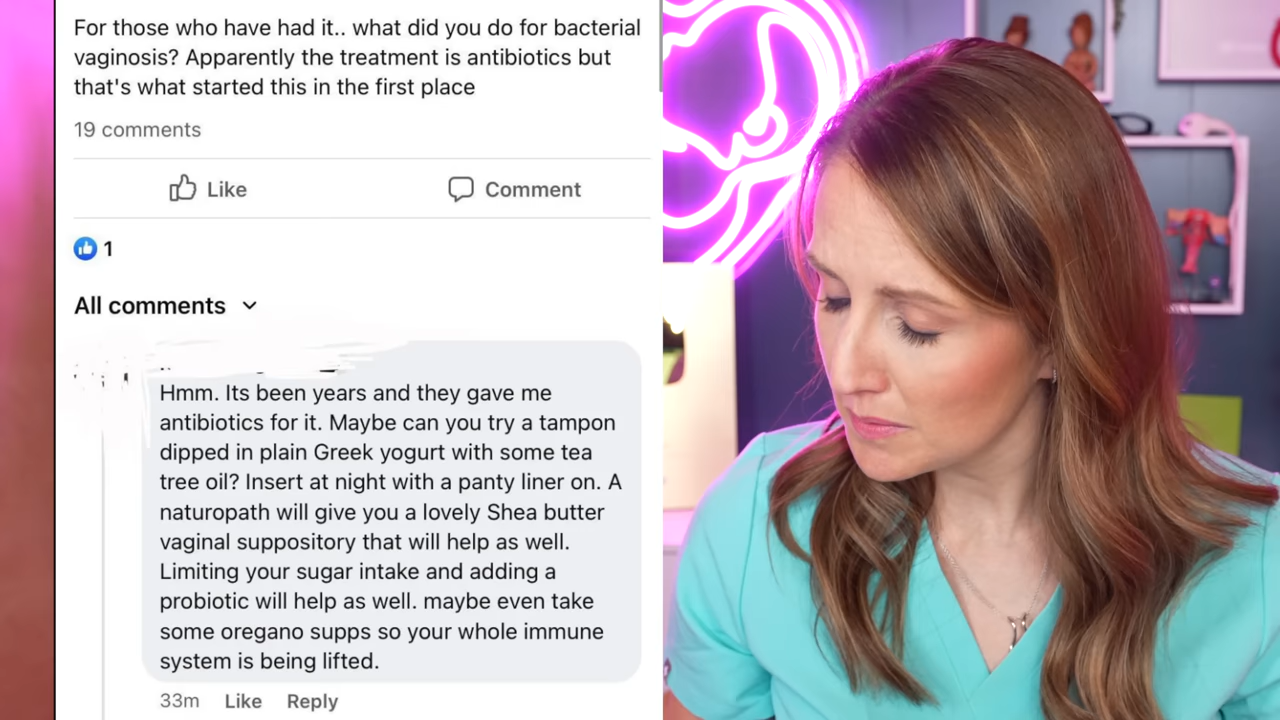 For those who have had it.. what did you do for bacterial
vaginosis? Apparently the treatment is antibiotics but
that's what started this in the first place
19 comments
Like
Comment
1
All comments
Hmm. Its been years and they gave me
antibiotics for it. Maybe can you try a tampon
dipped in plain Greek yogurt with some tea
tree oil? Insert at night with a panty liner on. A
naturopath will give you a lovely Shea butter
vaginal suppository that will help as well.
Limiting your sugar intake and adding a
probiotic will help as well. maybe even take
some oregano supps so your whole immune
system is being lifted.
33m Like Reply